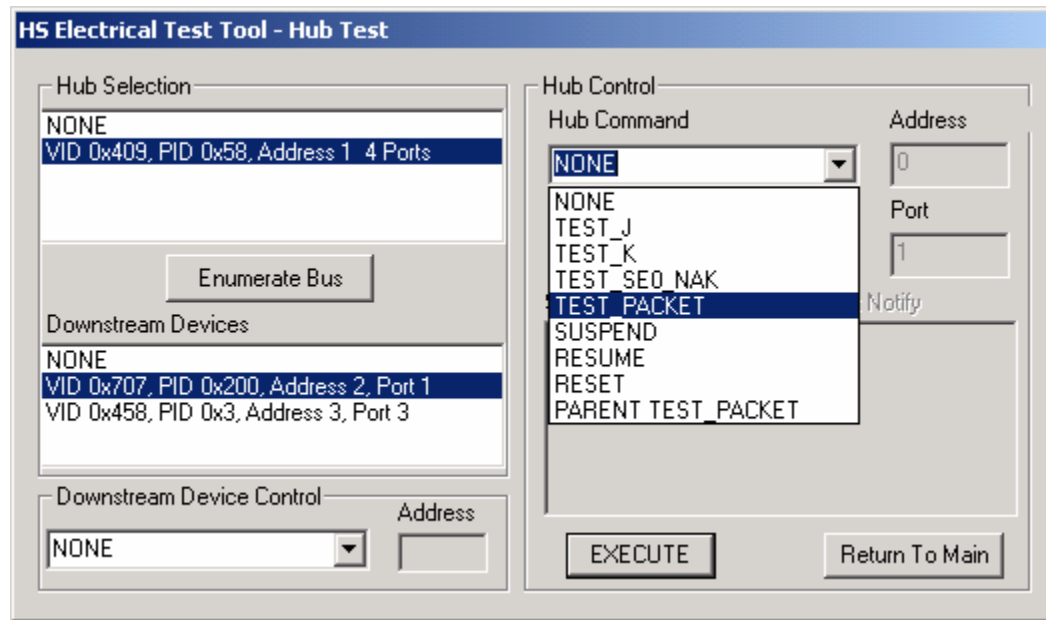 HS Electrical Test Tool - Hub Test
Hub Selection
NONE
VID 0x409, PID 0x58, Address 1 4 Ports
Enumerate Bus
Downstream Devices
NONE
VID 0x707, PID 0x200, Address 2, Port 1
VID 0x458, PID 0x3, Address 3, Port 3
Downstream Device Control
Address
NONE
Hub Control
Hub Command
Address
NONE
0
Port
1
NONE
TEST_J
TEST_K
TEST_SE0_NAK
TEST_PACKET
Notify
SUSPEND
RESUME
RESET
PARENT TEST_PACKET
EXECUTE
Return To Main